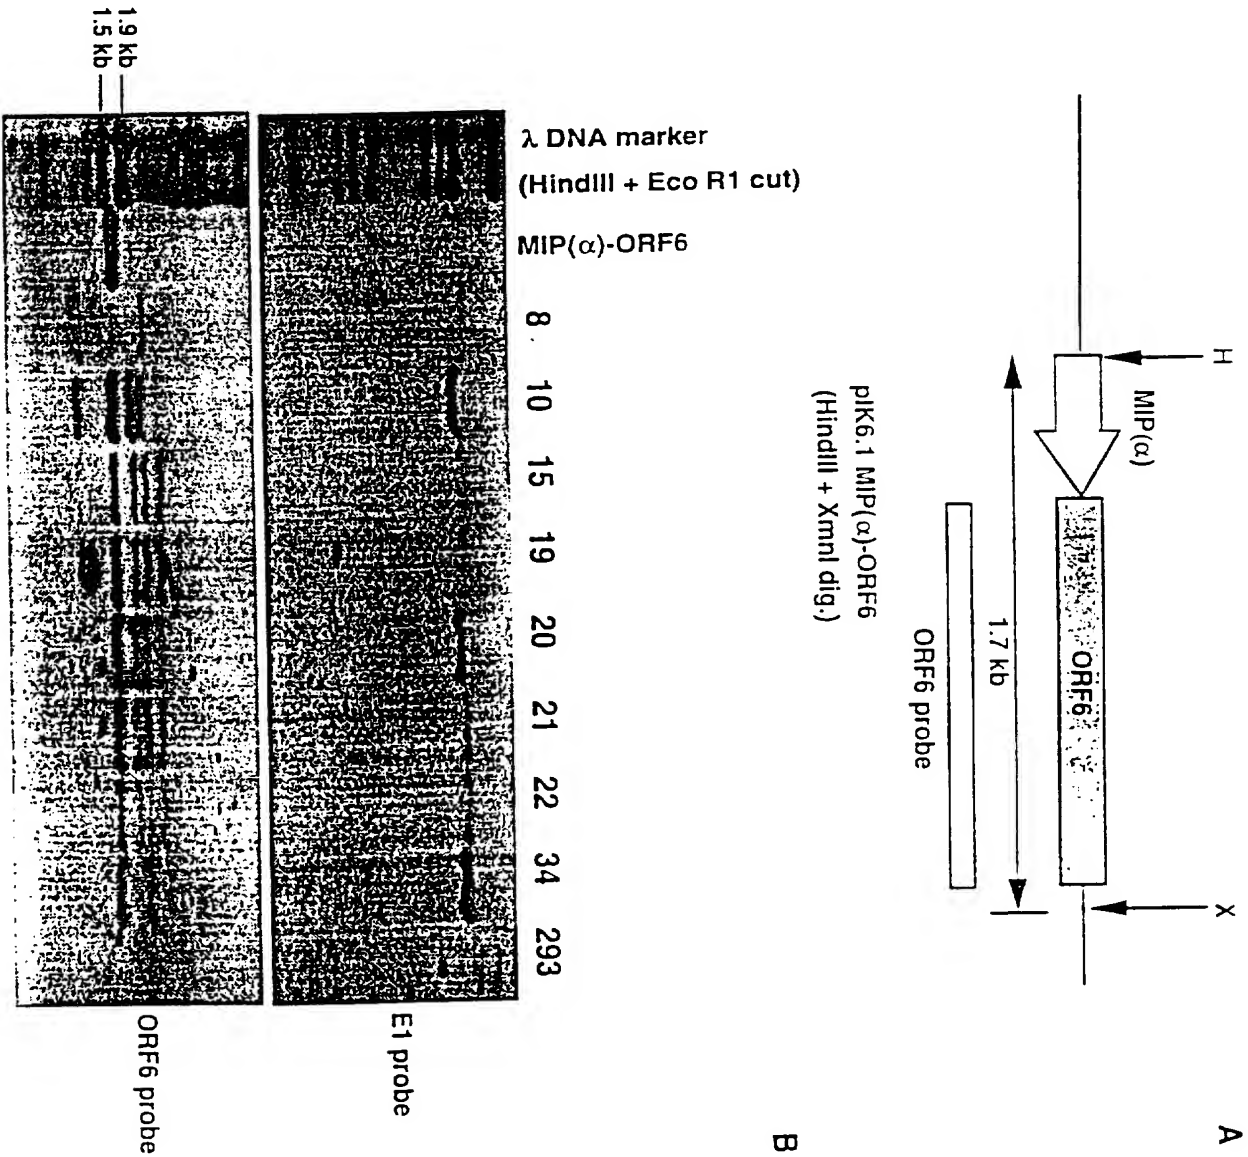 A
H
X
MIP(α)
ORF6
1.7 kb
ORF6 probe
pIK6.1 MIP(α)-ORF6
(HindIII + XmnI dig.)
B
λ DNA marker
(HindIII + Eco R1 cut)
MIP(α)-ORF6
8
10
15
19
20
21
22
34
293
E1 probe
1.9 kb
1.5 kb
ORF6 probe